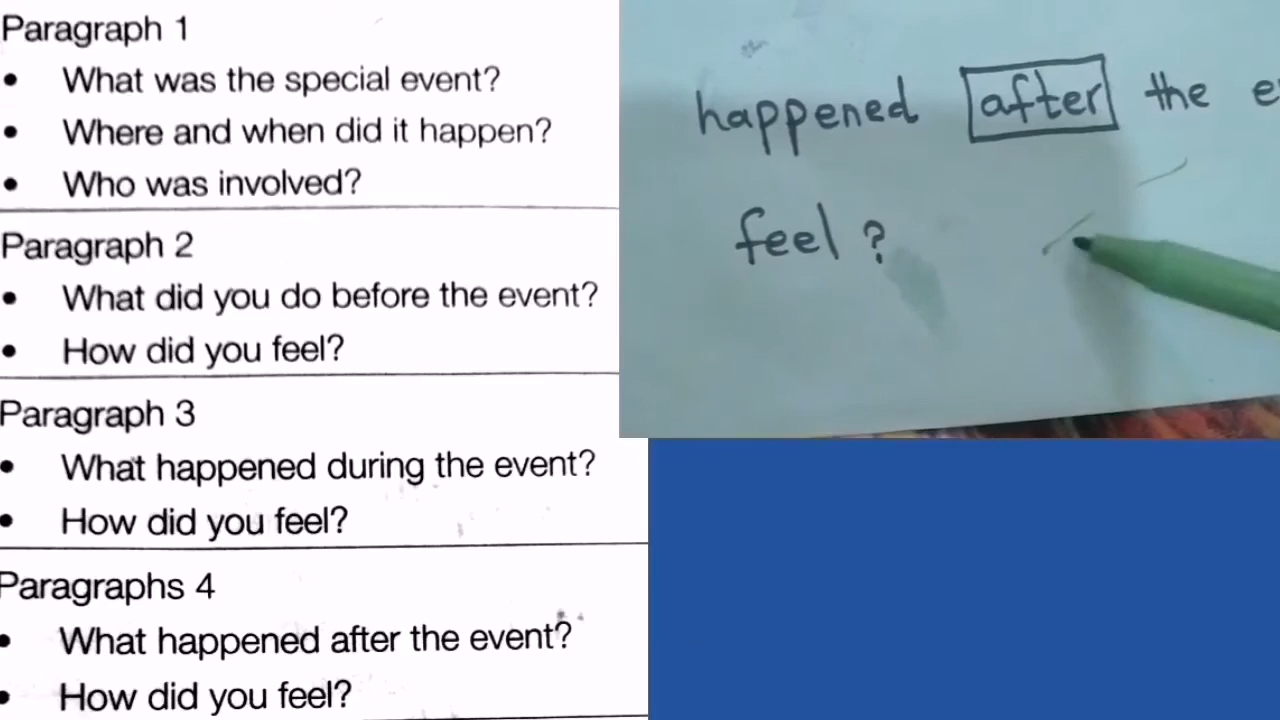 Paragraph 1
• What was the special event?
• Where and when did it happen?
• Who was involved?
Paragraph 2
• What did you do before the event?
• How did you feel?
Paragraph 3
• What happened during the event?
• How did you feel?
Paragraphs 4
• What happened after the event?
• How did you feel?
happened after the
feel ?